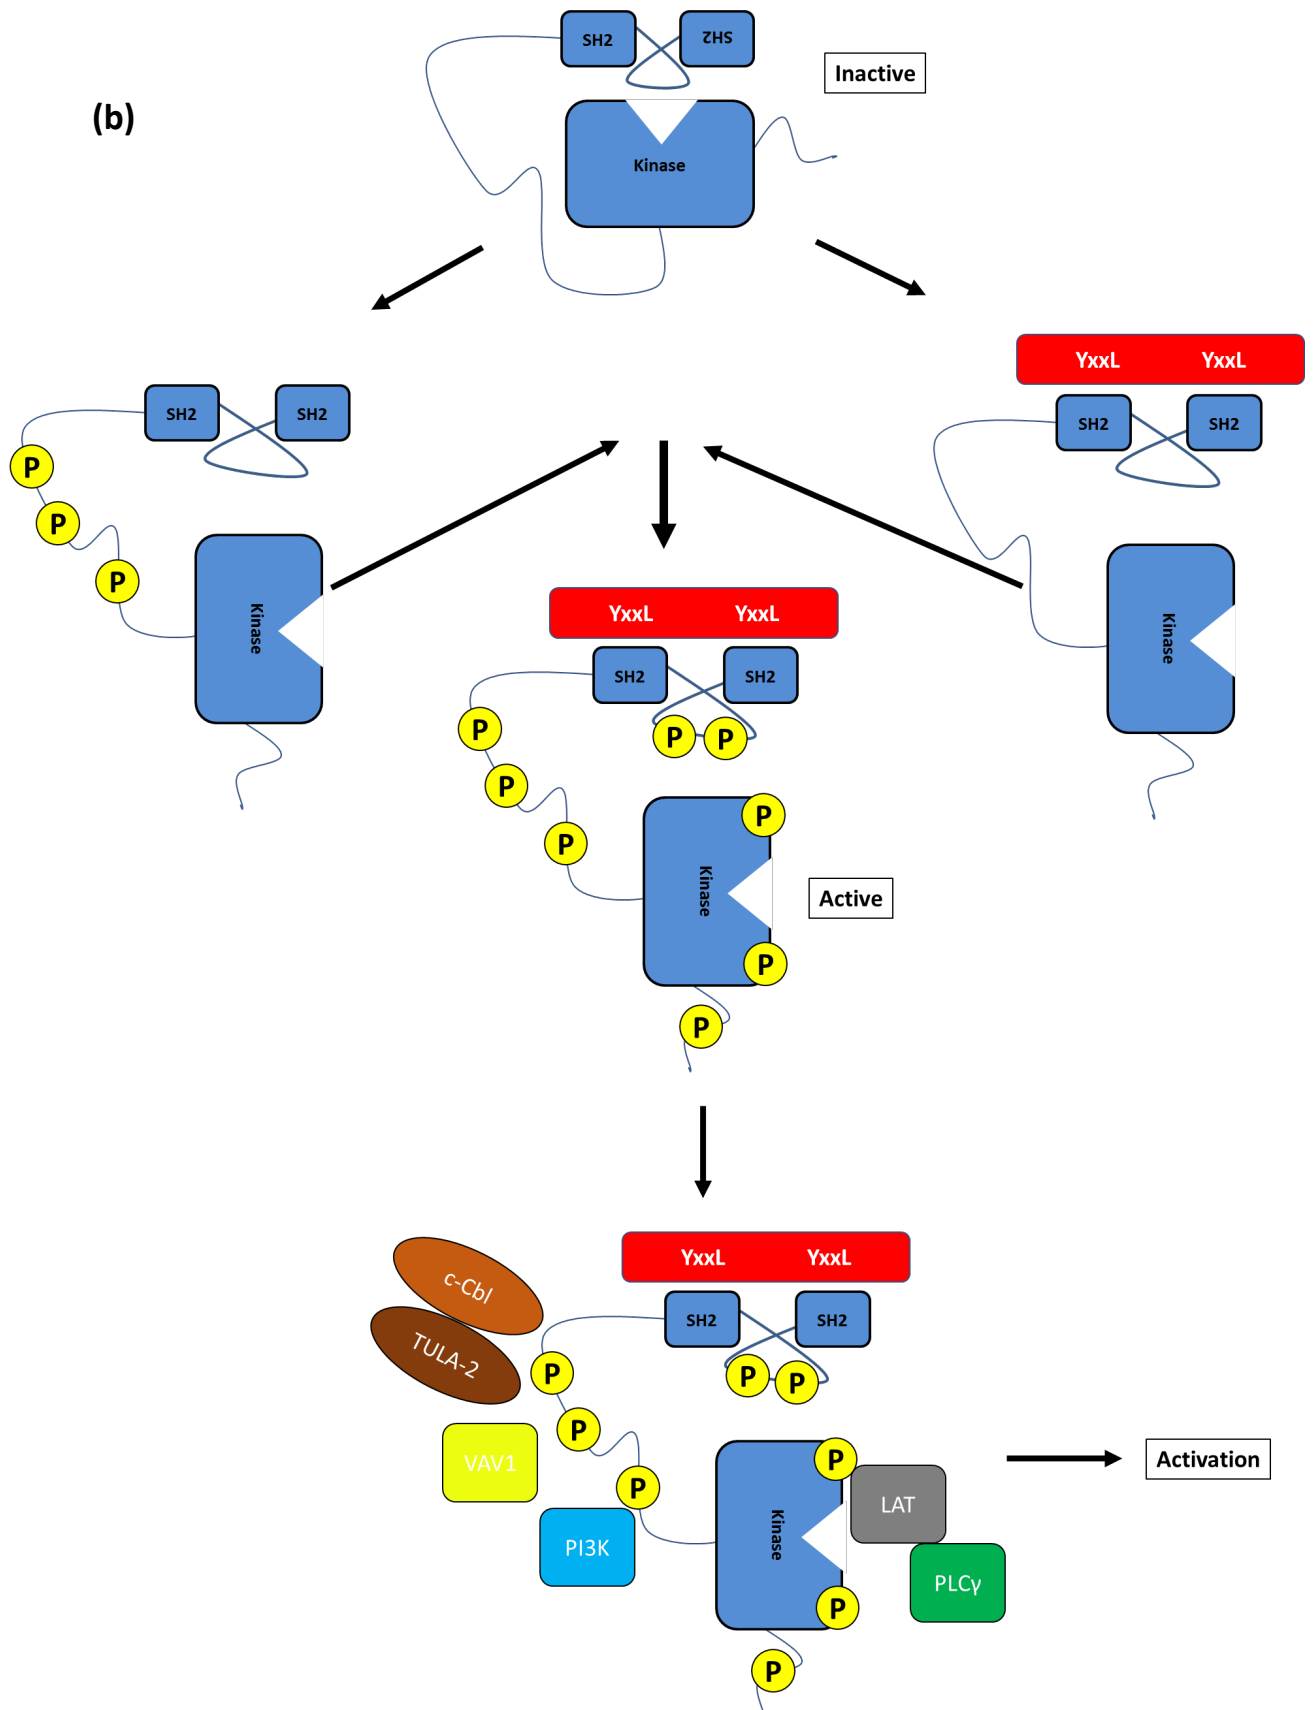 SH2 SH2
Inactive
(b)
Kinase
YxxL YxxL
SH2 SH2
SH2 SH2
P
P
P
Kinase
Kinase
YxxL YxxL
SH2 SH2
P
P P
P
P
P
Kinase
Active
P
P
YxxL YxxL
c-Cbl
SH2 SH2
TULA-2
P
P P
P
VAV1
P
P
Activation
LAT
Kinase
PI3K
PLCγ
P
P